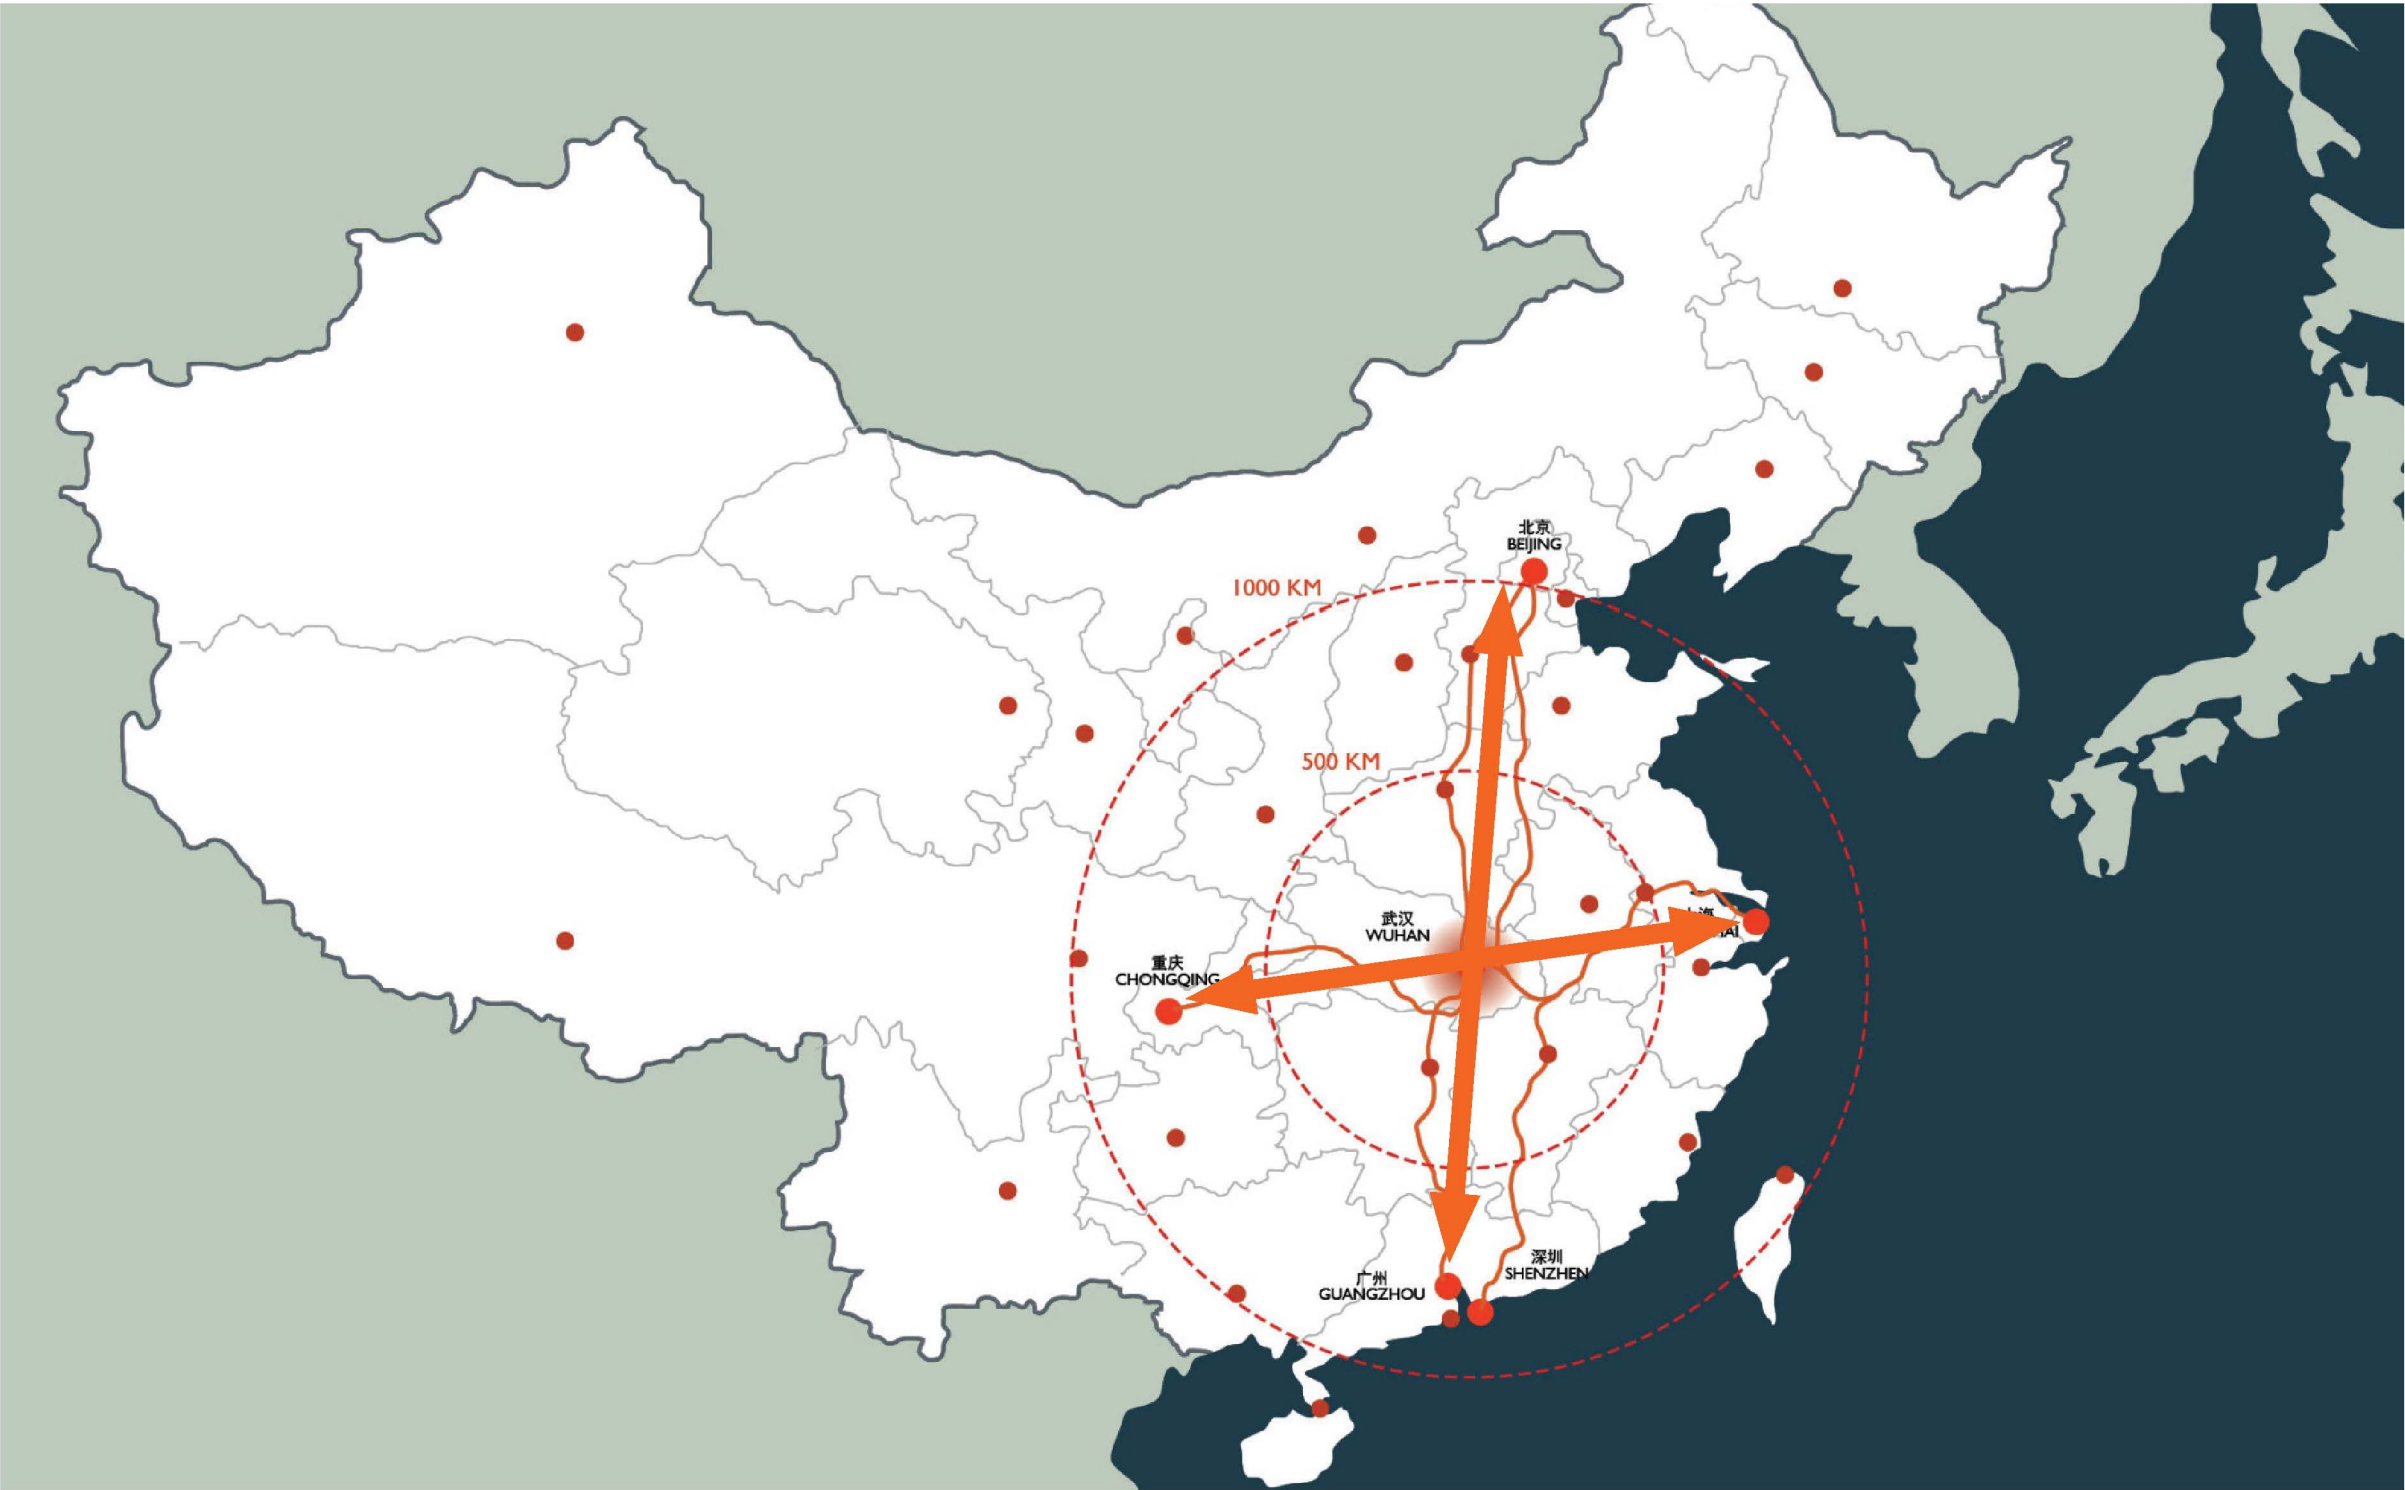 北京
BEIJING
1000 KM
500 KM
武汉
WUHAN
重庆
CHONGQING
深圳
SHENZHEN
广州
GUANGZHOU